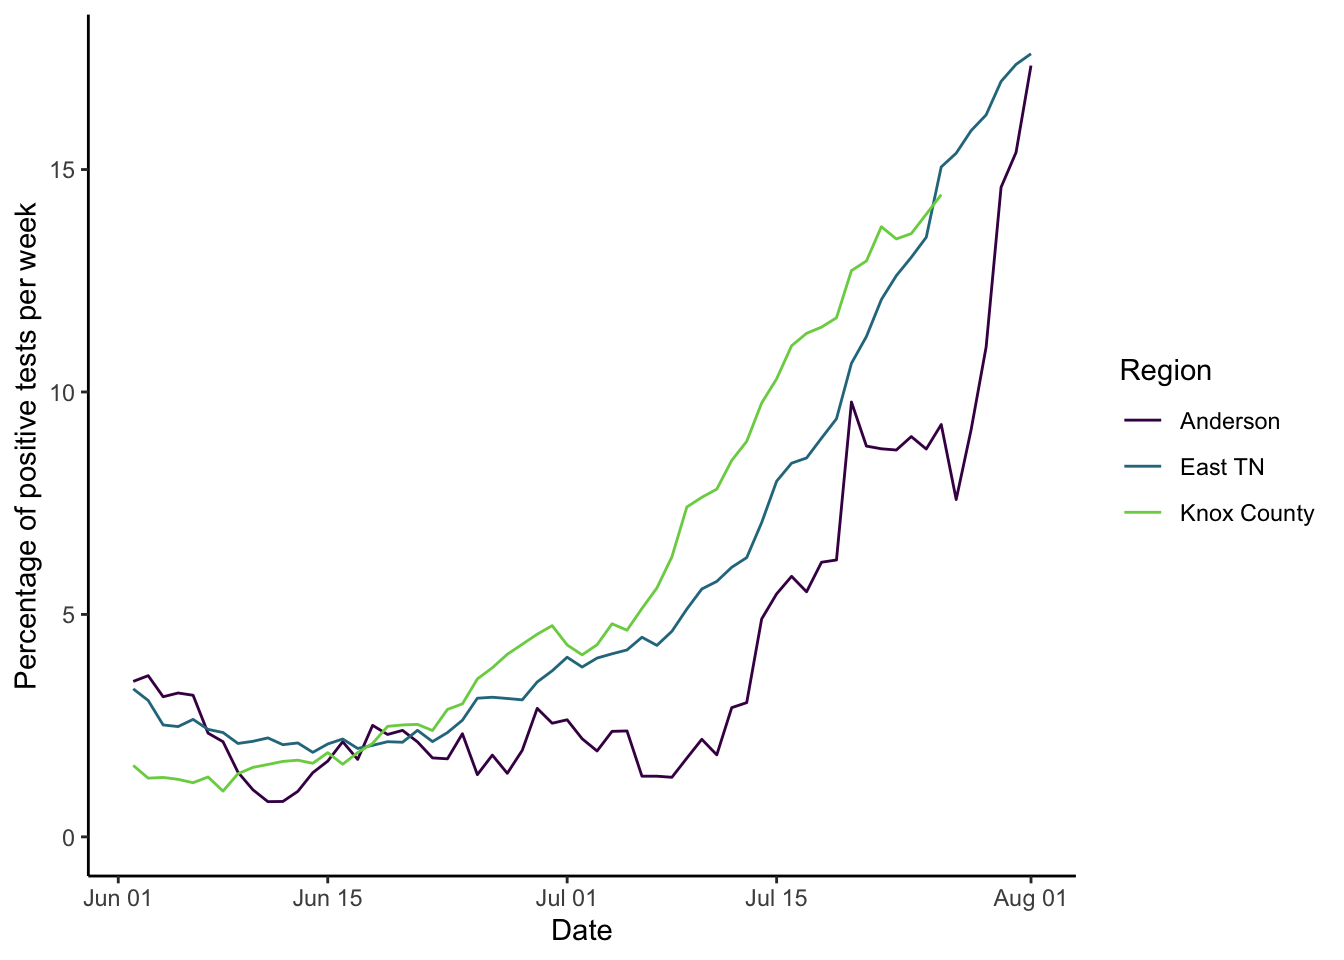 Percentage of positive tests per week
15
10
5
0
Jun 01
Jun 15
Jul 01
Jul 15
Aug 01
Date
Region
Anderson
East TN
Knox County